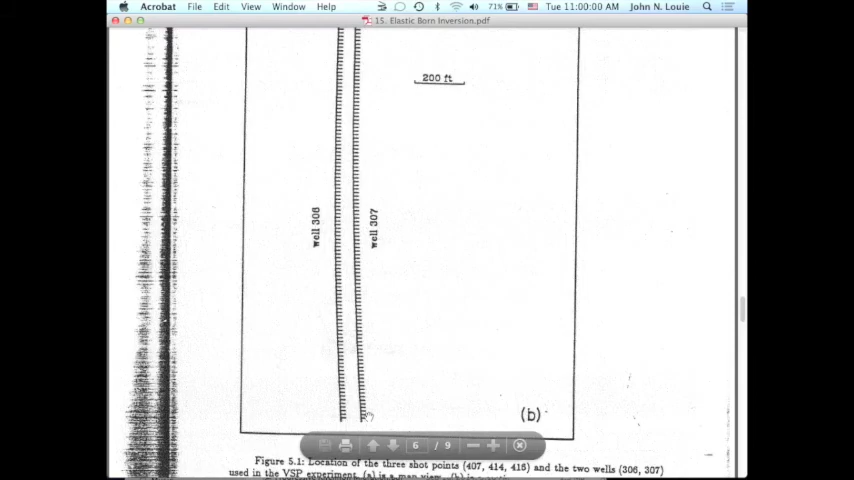 Acrobat File Edit View Window Help 71% Tue 11:00:00 AM John N. Louie
15. Elastic Born Inversion.pdf
200 ft
well 306
well 307
(b)
6 / 9
Figure 5.1: Location of the three shot points (407, 414, 416) and the two wells (306, 307)
used in the VSP experiment. (a) is a map view. (b) is